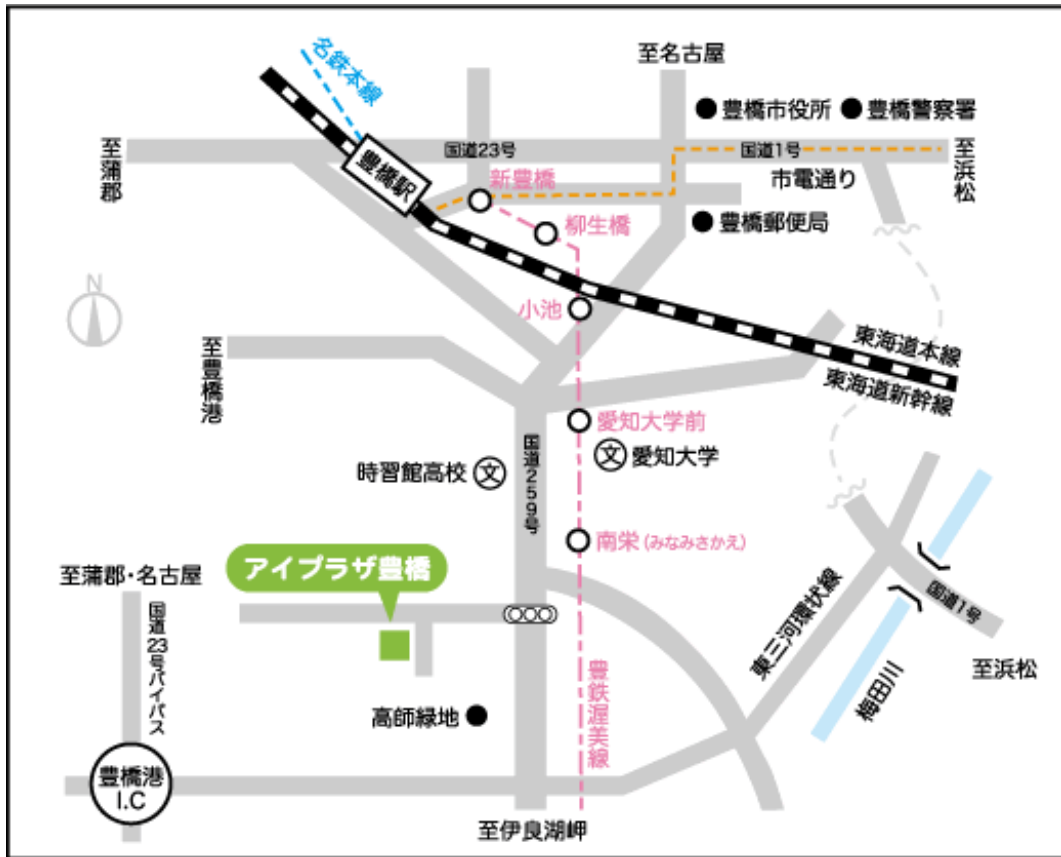 名鉄本線
至名古屋
豊橋市役所
豊橋警察署
至蒲郡
豊橋駅
国道23号
国道1号
至浜松
新豊橋
市電通り
柳生橋
豊橋郵便局
N
小池
至豊橋港
東海道本線
東海道新幹線
愛知大学前
国道259号
時習館高校 文
文 愛知大学
南栄(みなみさかえ)
アイプラザ豊橋
至蒲郡・名古屋
国道23号バイパス
東三河環状線
国道1号
至浜松
梅田川
豊鉄渥美線
高師緑地
豊橋港
I.C
至伊良湖岬